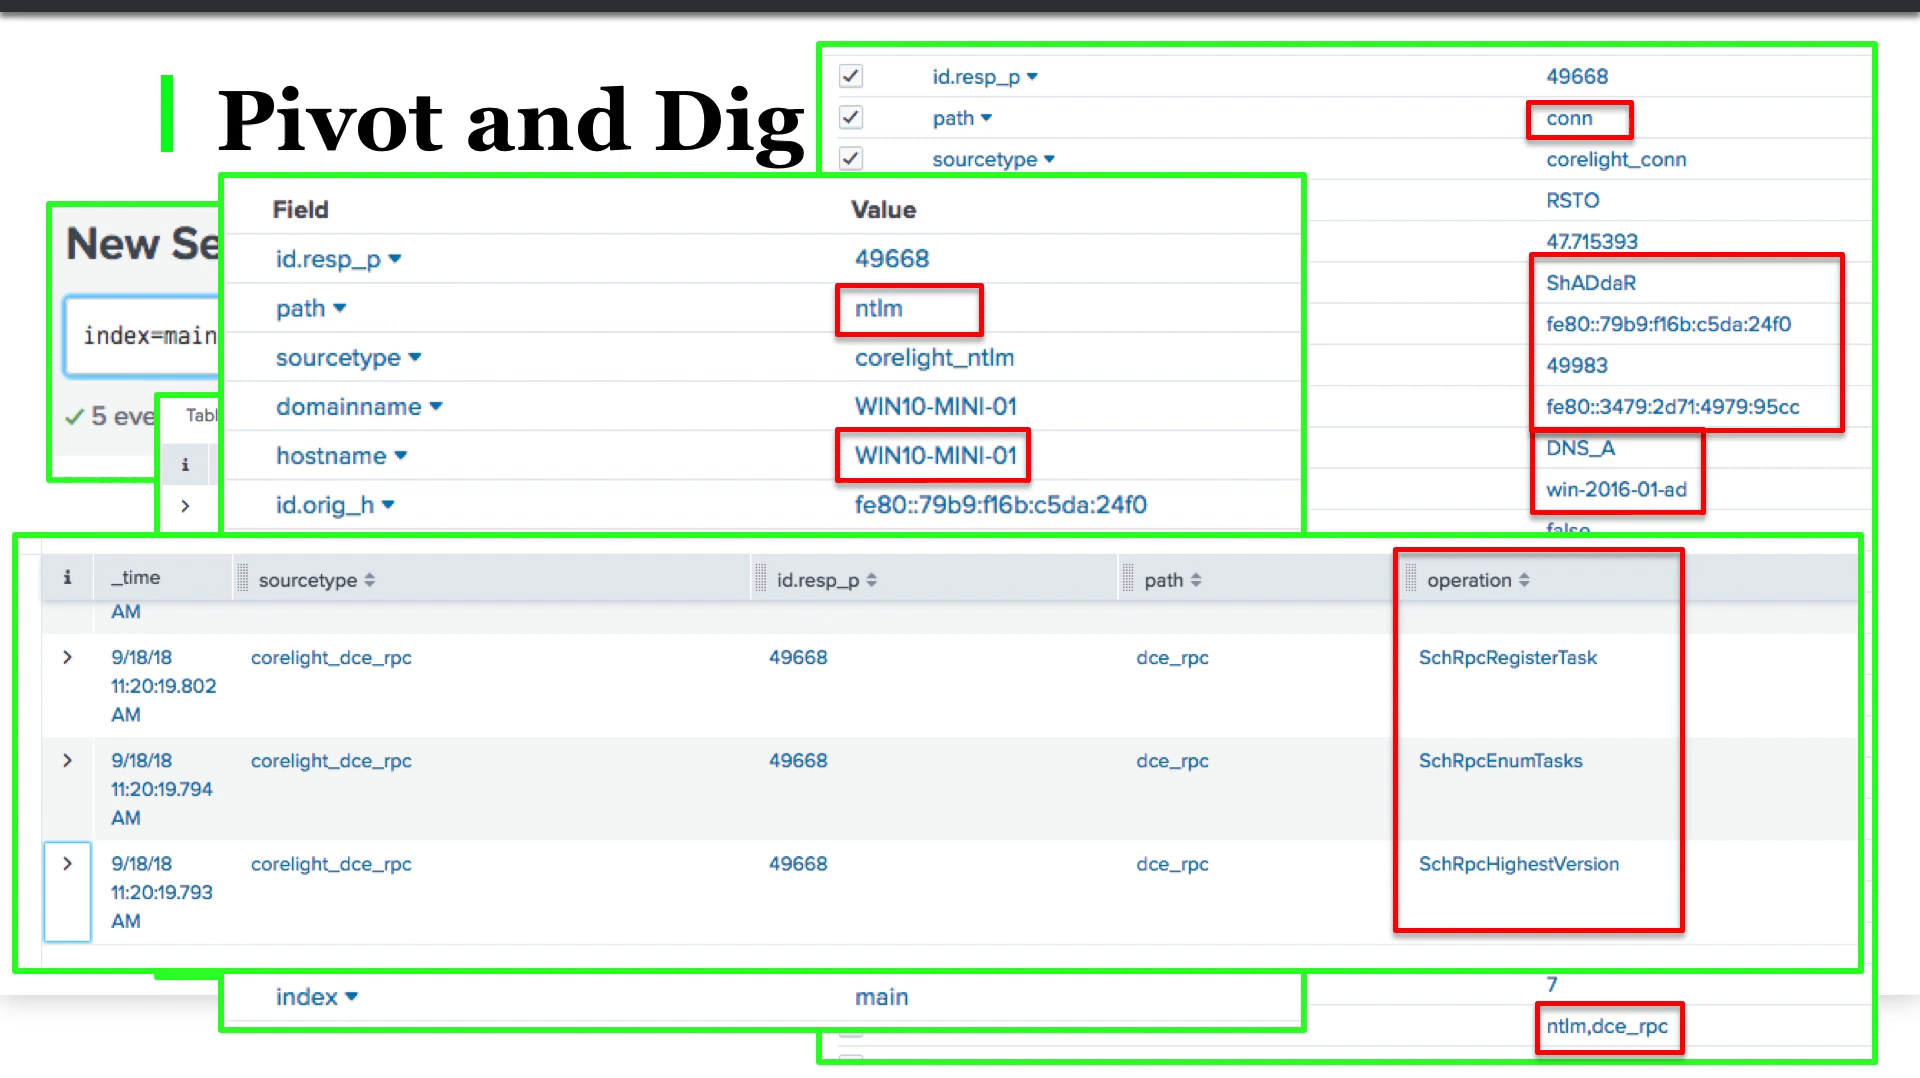 Pivot and Dig
id.resp_p 49668
path conn
sourcetype corelight_conn
RSTO
47.715393
ShADdaR
fe80::79b9:f16b:c5da:24f0
49983
fe80::3479:2d71:4979:95cc
DNS_A
win-2016-01-ad
false
New Se
index=main
5 eve
Tabl
i
Field Value
id.resp_p 49668
path ntlm
sourcetype corelight_ntlm
domainname WIN10-MINI-01
hostname WIN10-MINI-01
id.orig_h fe80::79b9:f16b:c5da:24f0
i _time sourcetype id.resp_p path operation
AM
9/18/18 corelight_dce_rpc 49668 dce_rpc SchRpcRegisterTask
11:20:19.802
AM
9/18/18 corelight_dce_rpc 49668 dce_rpc SchRpcEnumTasks
11:20:19.794
AM
9/18/18 corelight_dce_rpc 49668 dce_rpc SchRpcHighestVersion
11:20:19.793
AM
index main
7
ntlm,dce_rpc